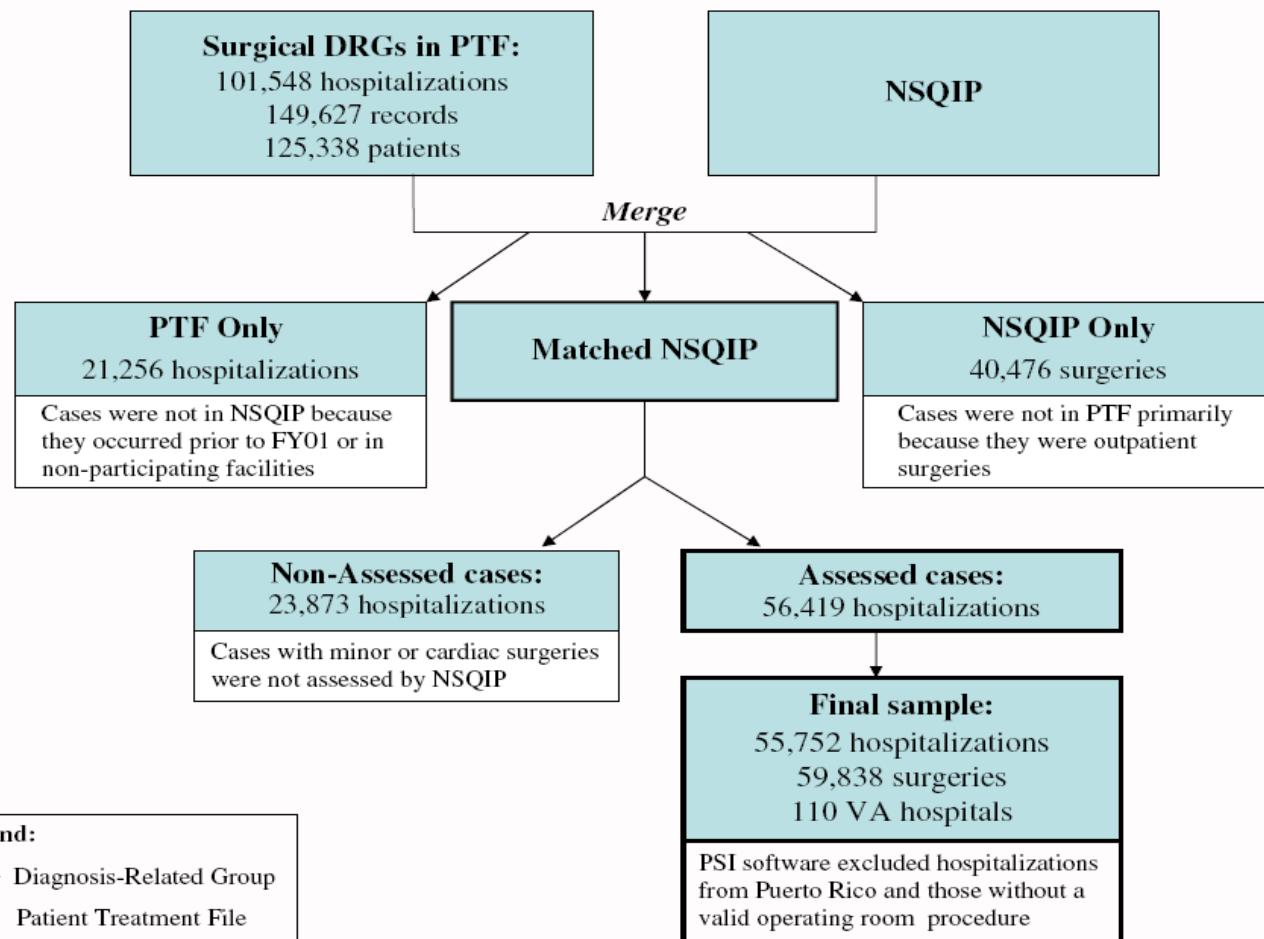 Surgical DRGs in PTF:
101,548 hospitalizations
149,627 records
125,338 patients
NSQIP
Merge
PTF Only
21,256 hospitalizations
Cases were not in NSQIP because
they occurred prior to FY01 or in
non-participating facilities
Matched NSQIP
NSQIP Only
40,476 surgeries
Cases were not in PTF primarily
because they were outpatient
surgeries
Non-Assessed cases:
23,873 hospitalizations
Cases with minor or cardiac surgeries
were not assessed by NSQIP
Assessed cases:
56,419 hospitalizations
Final sample:
55,752 hospitalizations
59,838 surgeries
110 VA hospitals
PSI software excluded hospitalizations
from Puerto Rico and those without a
valid operating room procedure
nd:
Diagnosis-Related Group
Patient Treatment File